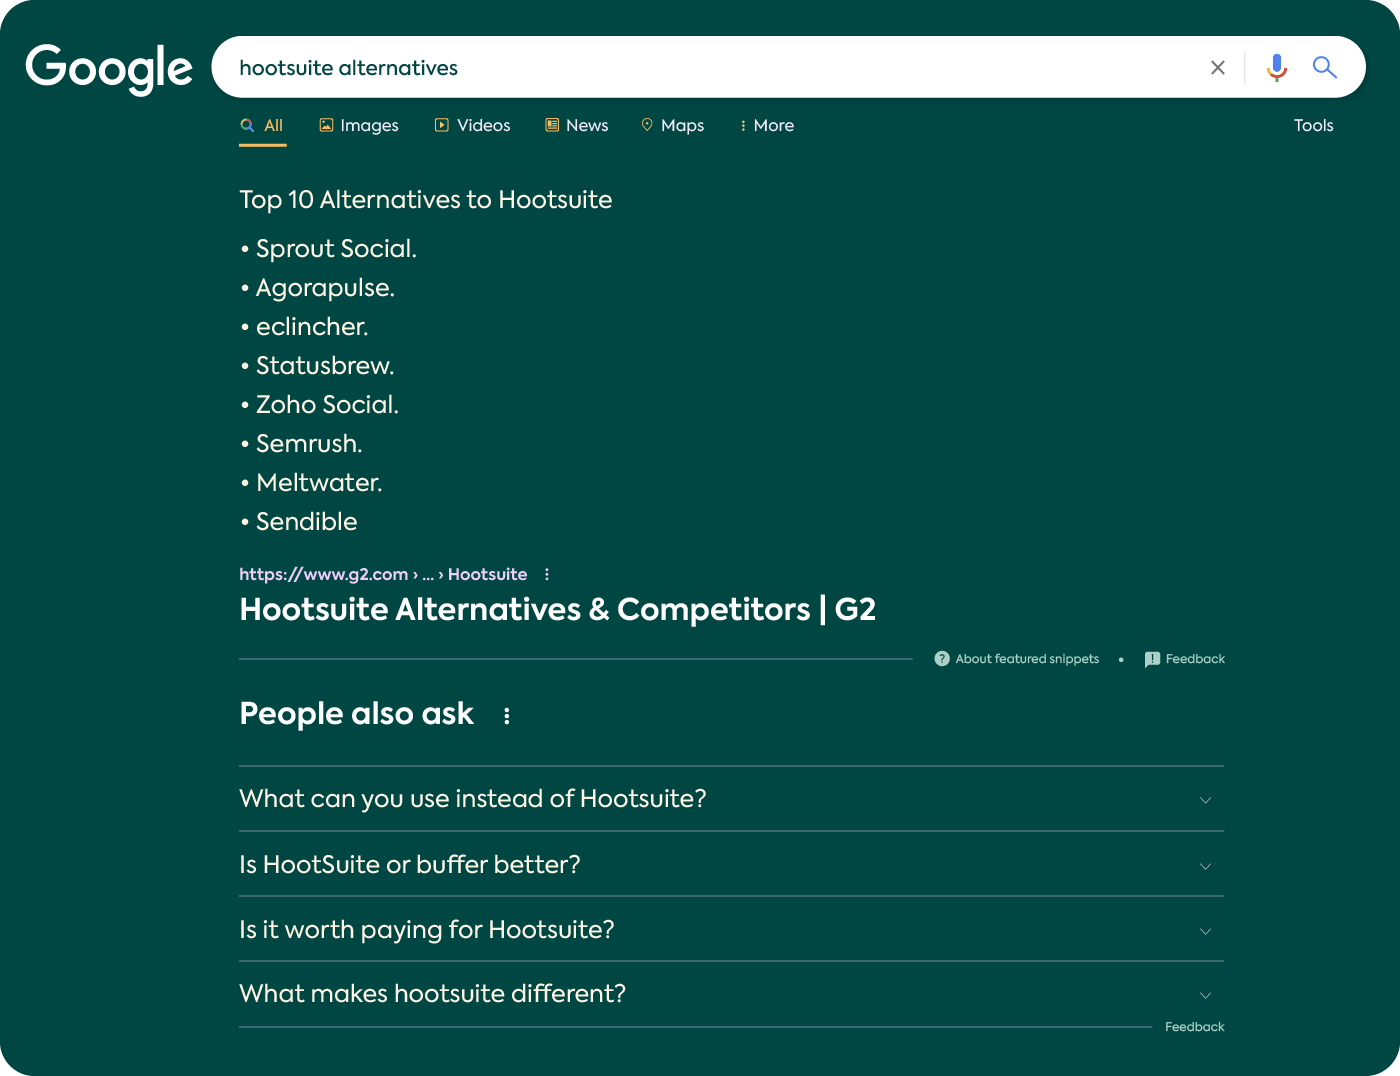 Google
hootsuite alternatives
All Images Videos News Maps More Tools
Top 10 Alternatives to Hootsuite
• Sprout Social.
• Agorapulse.
• eclincher.
• Statusbrew.
• Zoho Social.
• Semrush.
• Meltwater.
• Sendible
https://www.g2.com › ... › Hootsuite
Hootsuite Alternatives & Competitors | G2
About featured snippets • Feedback
People also ask
What can you use instead of Hootsuite?
Is HootSuite or buffer better?
Is it worth paying for Hootsuite?
What makes hootsuite different?
Feedback